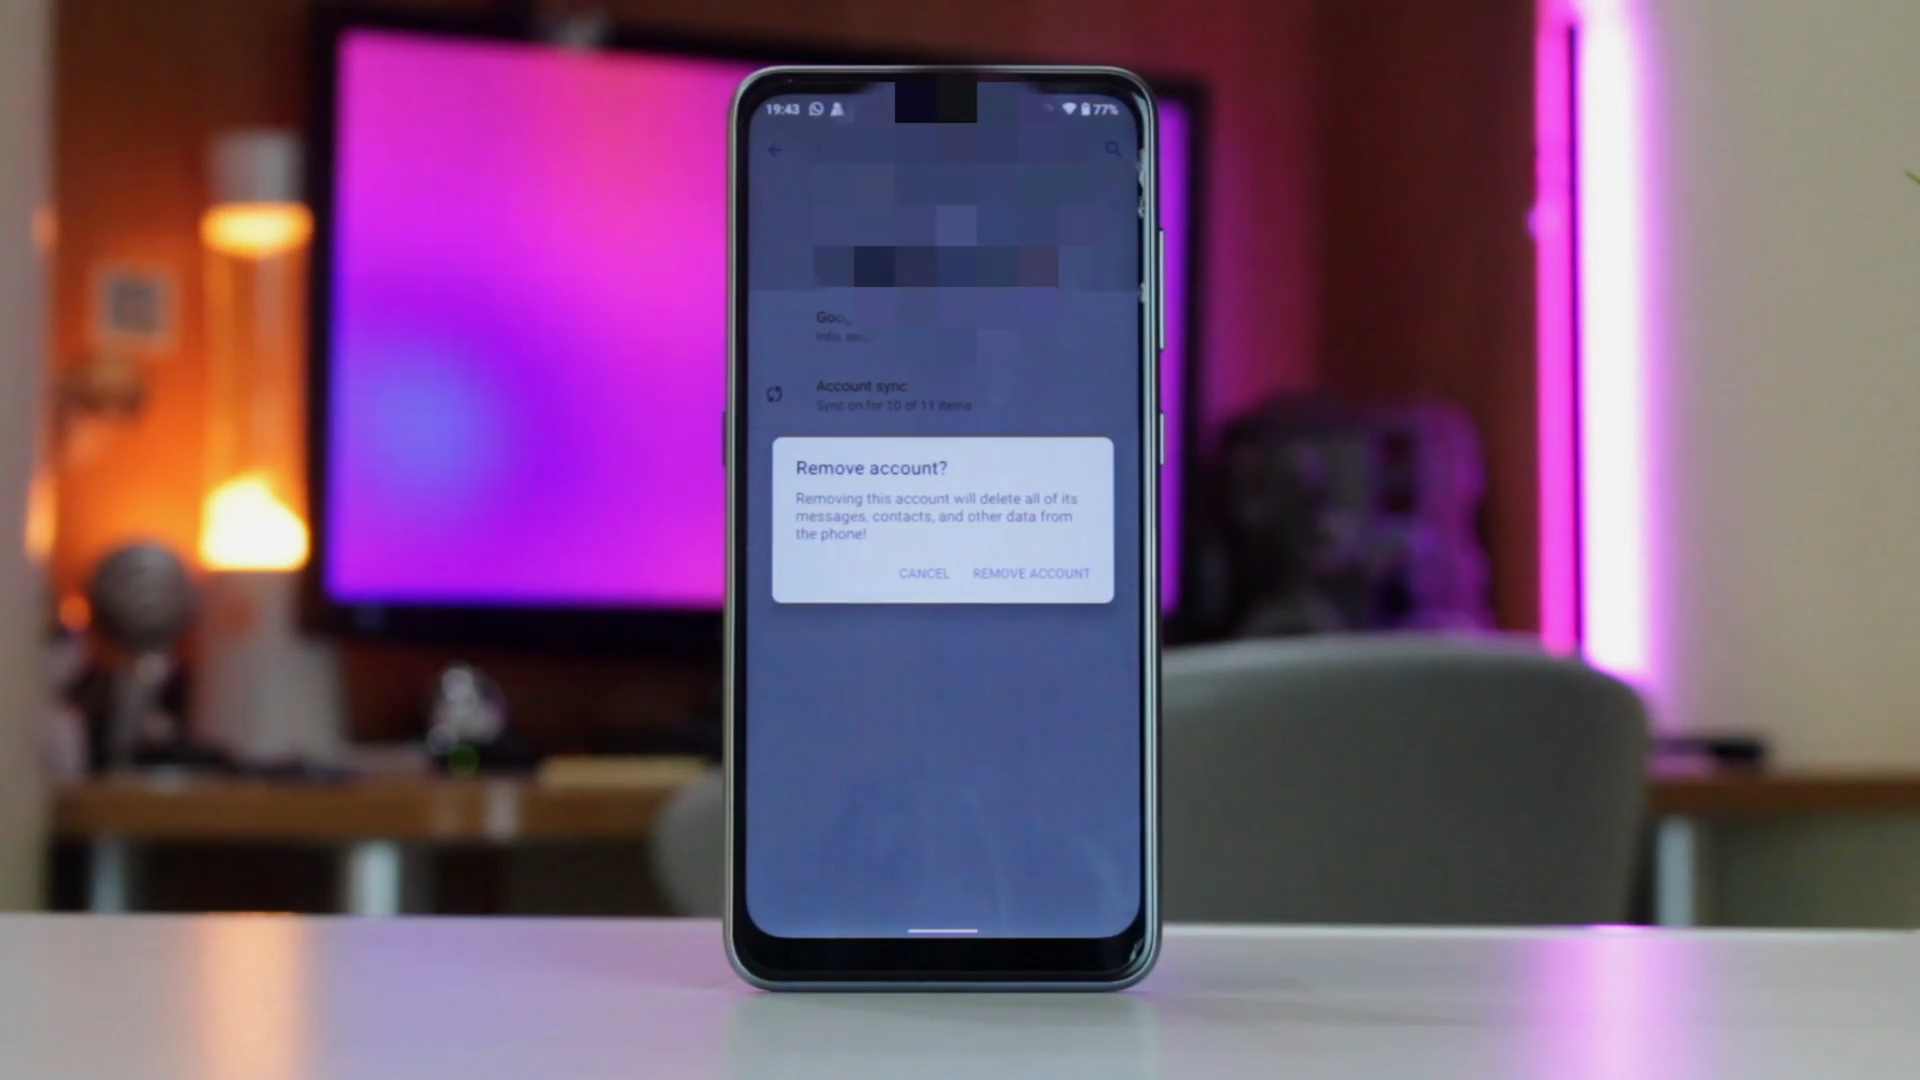 19:43
77%
Account sync
Sync on for 10 of 11 items
Remove account?
Removing this account will delete all of its
messages, contacts, and other data from
the phone!
CANCEL REMOVE ACCOUNT